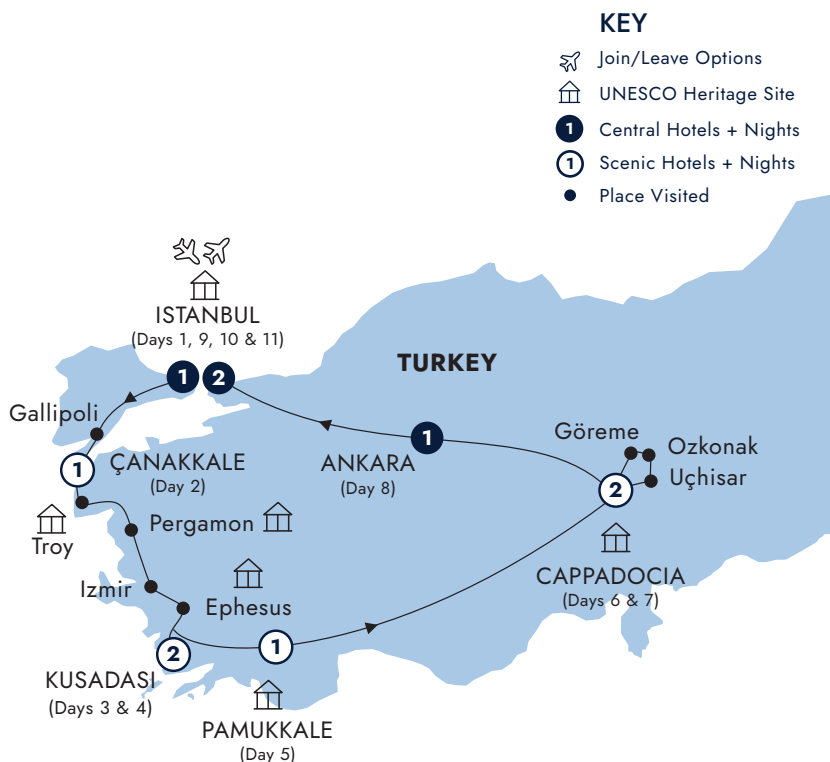 KEY
Join/Leave Options
UNESCO Heritage Site
1 Central Hotels + Nights
1 Scenic Hotels + Nights
Place Visited
ISTANBUL
(Days 1, 9, 10 & 11)
TURKEY
1 2
Gallipoli
1
ÇANAKKALE
(Day 2)
ANKARA
(Day 8)
1
Göreme
Ozkonak
Uçhisar
2
Troy
Pergamon
CAPPADOCIA
(Days 6 & 7)
Izmir
Ephesus
2
1
KUSADASI
(Days 3 & 4)
PAMUKKALE
(Day 5)